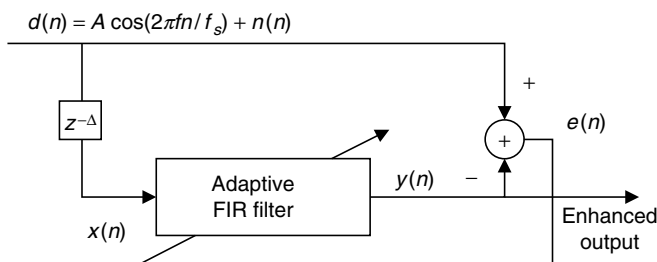 d(n) = A cos(2πfn/f_s) + n(n)
+
z^{−Δ}
+
e(n)
Adaptive
FIR filter
y(n)
−
x(n)
Enhanced
output